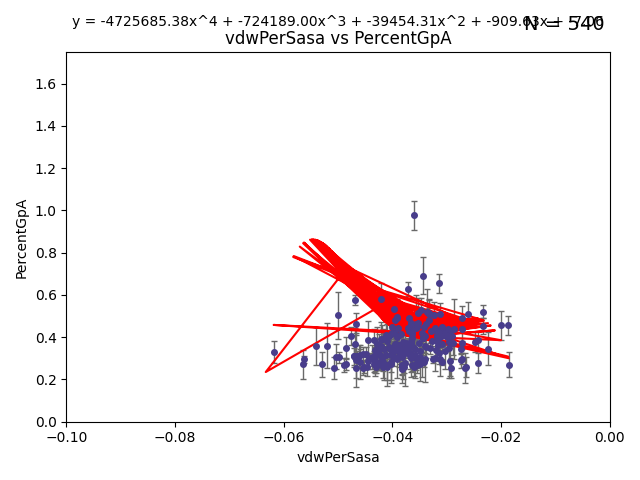 y = -4725685.38x^4 + -724189.00x^3 + -39454.31x^2 + -909.63x + -7.06
N = 540
vdwPerSasa vs PercentGpA
PercentGpA
1.6
1.4
1.2
1.0
0.8
0.6
0.4
0.2
0.0
−0.10 −0.08 −0.06 −0.04 −0.02 0.00
vdwPerSasa